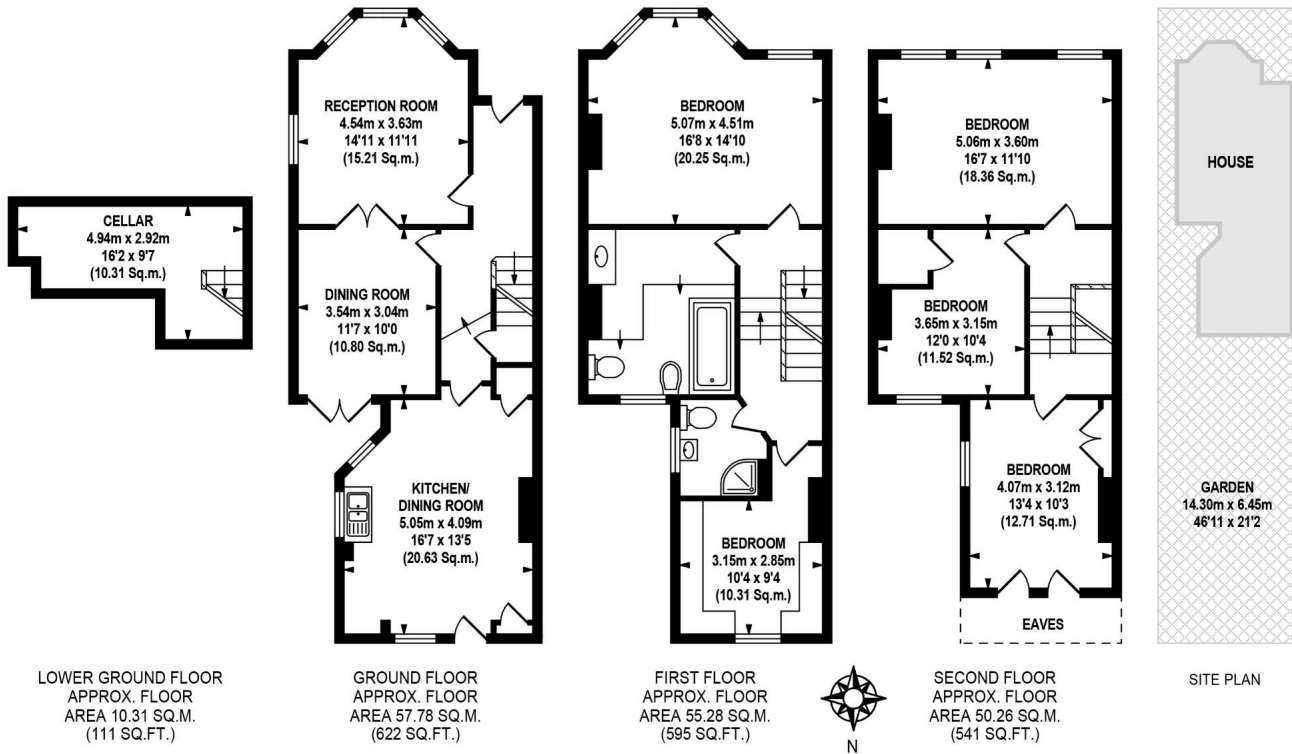 CELLAR
4.94m x 2.92m
16'2 x 9'7
(10.31 Sq.m.)
LOWER GROUND FLOOR
APPROX. FLOOR
AREA 10.31 SQ.M.
(111 SQ.FT.)
RECEPTION ROOM
4.54m x 3.63m
14'11 x 11'11
(15.21 Sq.m.)
DINING ROOM
3.54m x 3.04m
11'7 x 10'0
(10.80 Sq.m.)
KITCHEN/
DINING ROOM
5.05m x 4.09m
16'7 x 13'5
(20.63 Sq.m.)
GROUND FLOOR
APPROX. FLOOR
AREA 57.78 SQ.M.
(622 SQ.FT.)
BEDROOM
5.07m x 4.51m
16'8 x 14'10
(20.25 Sq.m.)
BEDROOM
3.15m x 2.85m
10'4 x 9'4
(10.31 Sq.m.)
FIRST FLOOR
APPROX. FLOOR
AREA 55.28 SQ.M.
(595 SQ.FT.)
N
BEDROOM
5.06m x 3.60m
16'7 x 11'10
(18.36 Sq.m.)
BEDROOM
3.65m x 3.15m
12'0 x 10'4
(11.52 Sq.m.)
BEDROOM
4.07m x 3.12m
13'4 x 10'3
(12.71 Sq.m.)
EAVES
SECOND FLOOR
APPROX. FLOOR
AREA 50.26 SQ.M.
(541 SQ.FT.)
HOUSE
GARDEN
14.30m x 6.45m
46'11 x 21'2
SITE PLAN